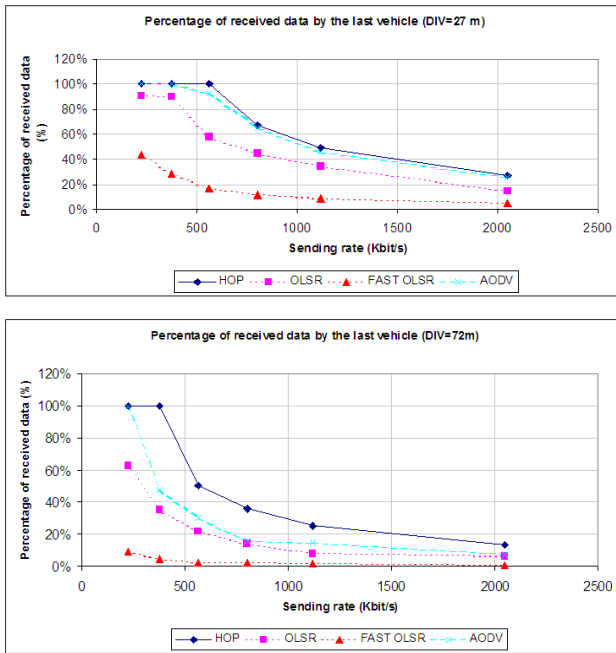 Percentage of received data by the last vehicle (DIV=27 m)
Percentage of received data
(%)
120%
100%
80%
60%
40%
20%
0%
0 500 1000 1500 2000 2500
Sending rate (Kbit/s)
HOP OLSR FAST OLSR AODV
Percentage of received data by the last vehicle (DIV=72m)
Percentage of received data (%)
120%
100%
80%
60%
40%
20%
0%
0 500 1000 1500 2000 2500
Sending rate (Kbit/s)
HOP OLSR FAST OLSR AODV